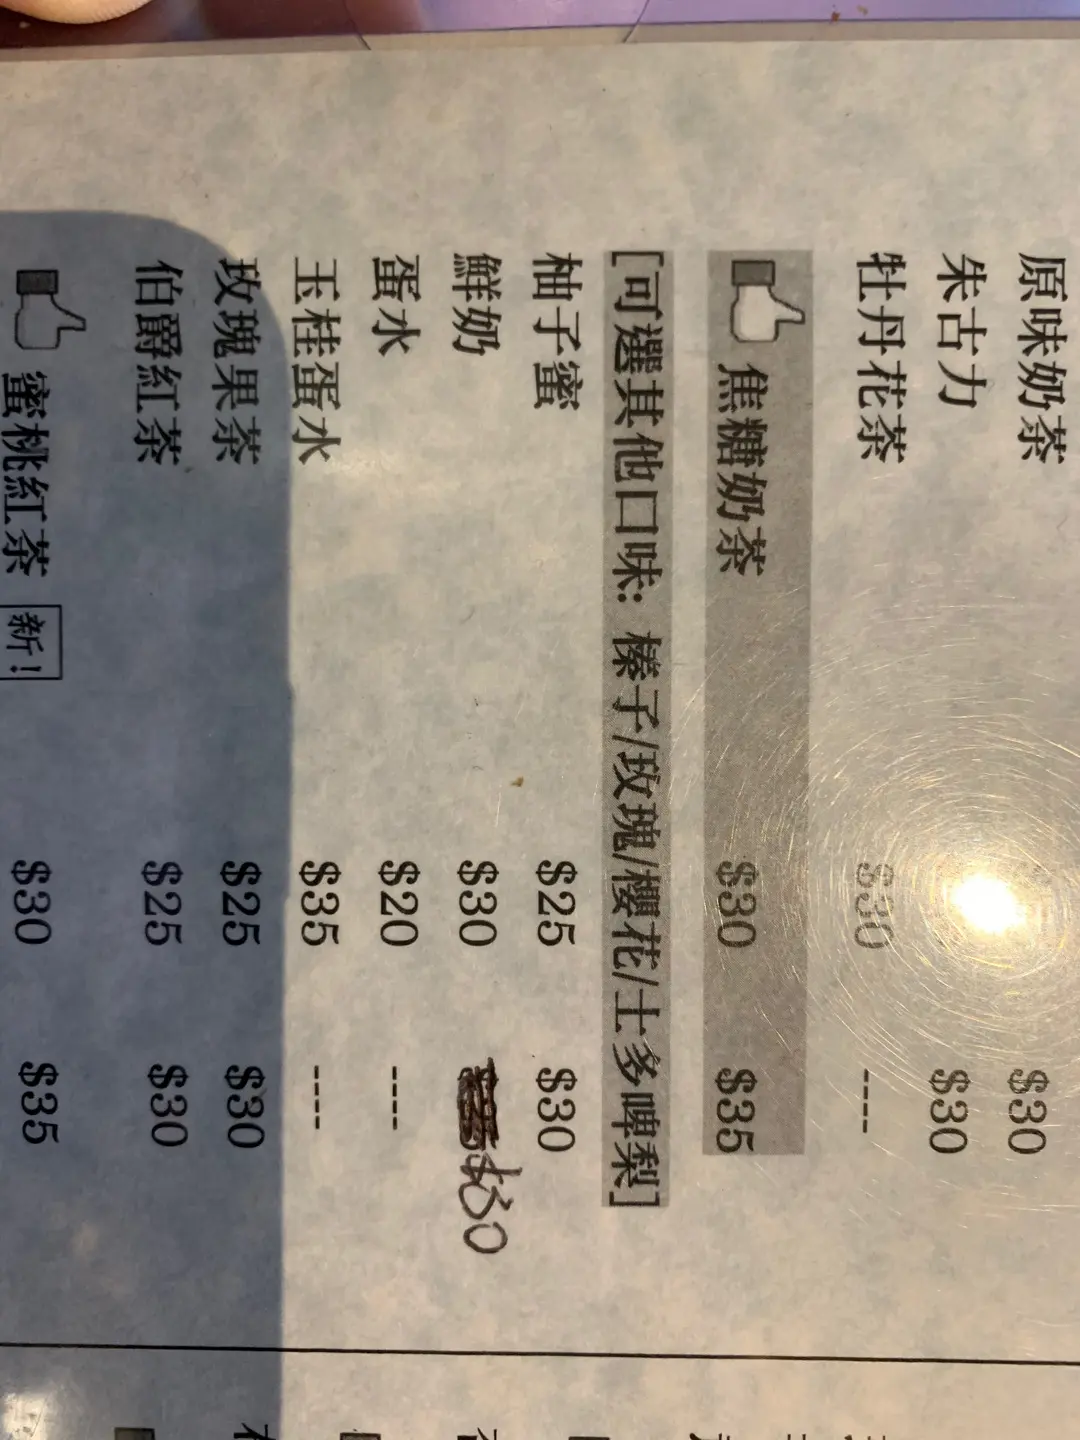 原味奶茶 $30
朱古力 $30
牡丹花茶 $30 ----
焦糖奶茶 $30 $35
[可選其他口味: 榛子/玫瑰/櫻花/士多啤梨]
柚子蜜 $25 $30
鮮奶 $30 $30
蛋水 $20 ----
玉桂蛋水 $35 ----
玫瑰果茶 $25 $30
伯爵紅茶 $25 $30
蜜桃紅茶 新! $30 $35